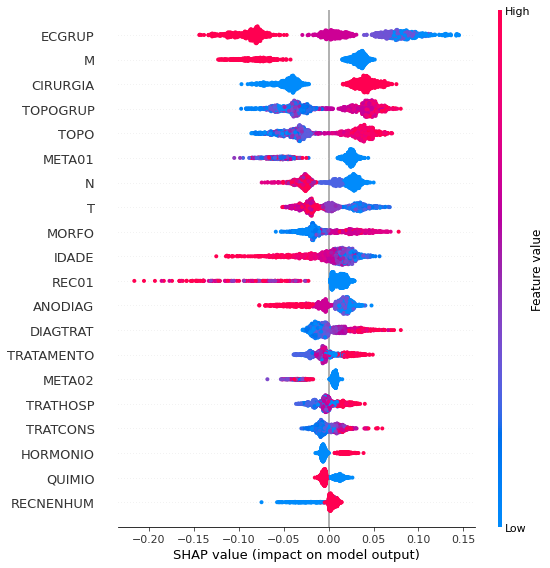 High
ECGRUP
M
CIRURGIA
TOPOGRUP
TOPO
META01
N
T
MORFO
IDADE
REC01
ANODIAG
DIAGTRAT
TRATAMENTO
META02
TRATHOSP
TRATCONS
HORMONIO
QUIMIO
RECNENHUM
Feature value
Low
−0.20 −0.15 −0.10 −0.05 0.00 0.05 0.10 0.15
SHAP value (impact on model output)